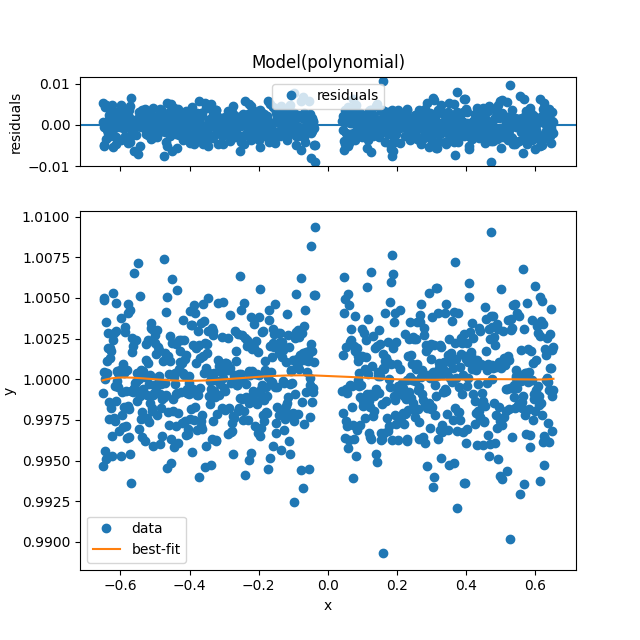 Model(polynomial)
0.01
0.00
−0.01
residuals
residuals
1.0100
1.0075
1.0050
1.0025
1.0000
0.9975
0.9950
0.9925
0.9900
y
data
best-fit
−0.6 −0.4 −0.2 0.0 0.2 0.4 0.6
x